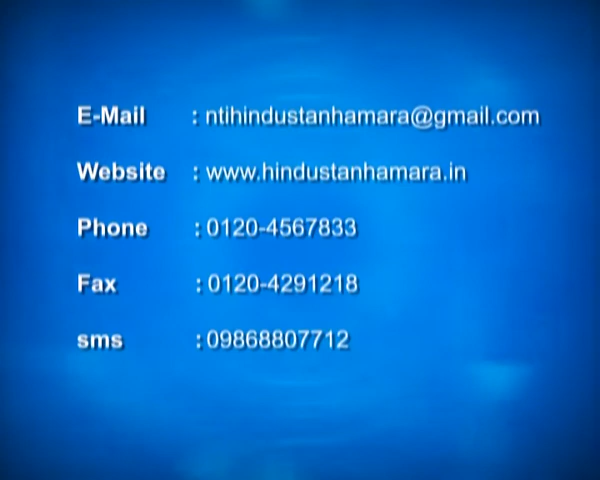 E-Mail : ntihindustanhamara@gmail.com
Website : www.hindustanhamara.in
Phone : 0120-4567833
Fax : 0120-4291218
sms : 09868807712